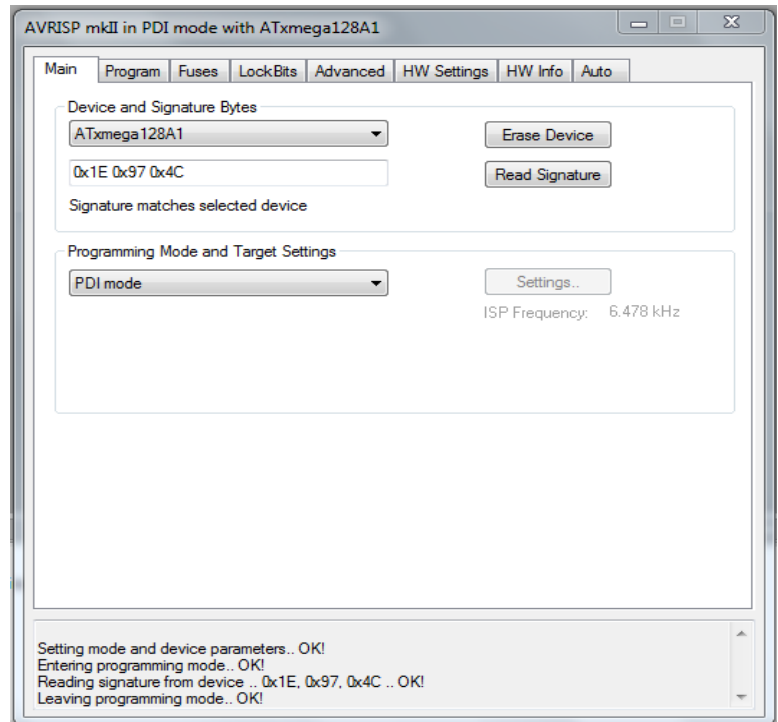 AVRISP mkII in PDI mode with ATxmega128A1
Main Program Fuses LockBits Advanced HW Settings HW Info Auto
Device and Signature Bytes
ATxmega128A1 Erase Device
0x1E 0x97 0x4C Read Signature
Signature matches selected device
Programming Mode and Target Settings
PDI mode Settings..
ISP Frequency: 6.478 kHz
Setting mode and device parameters.. OK!
Entering programming mode.. OK!
Reading signature from device .. 0x1E, 0x97, 0x4C .. OK!
Leaving programming mode.. OK!